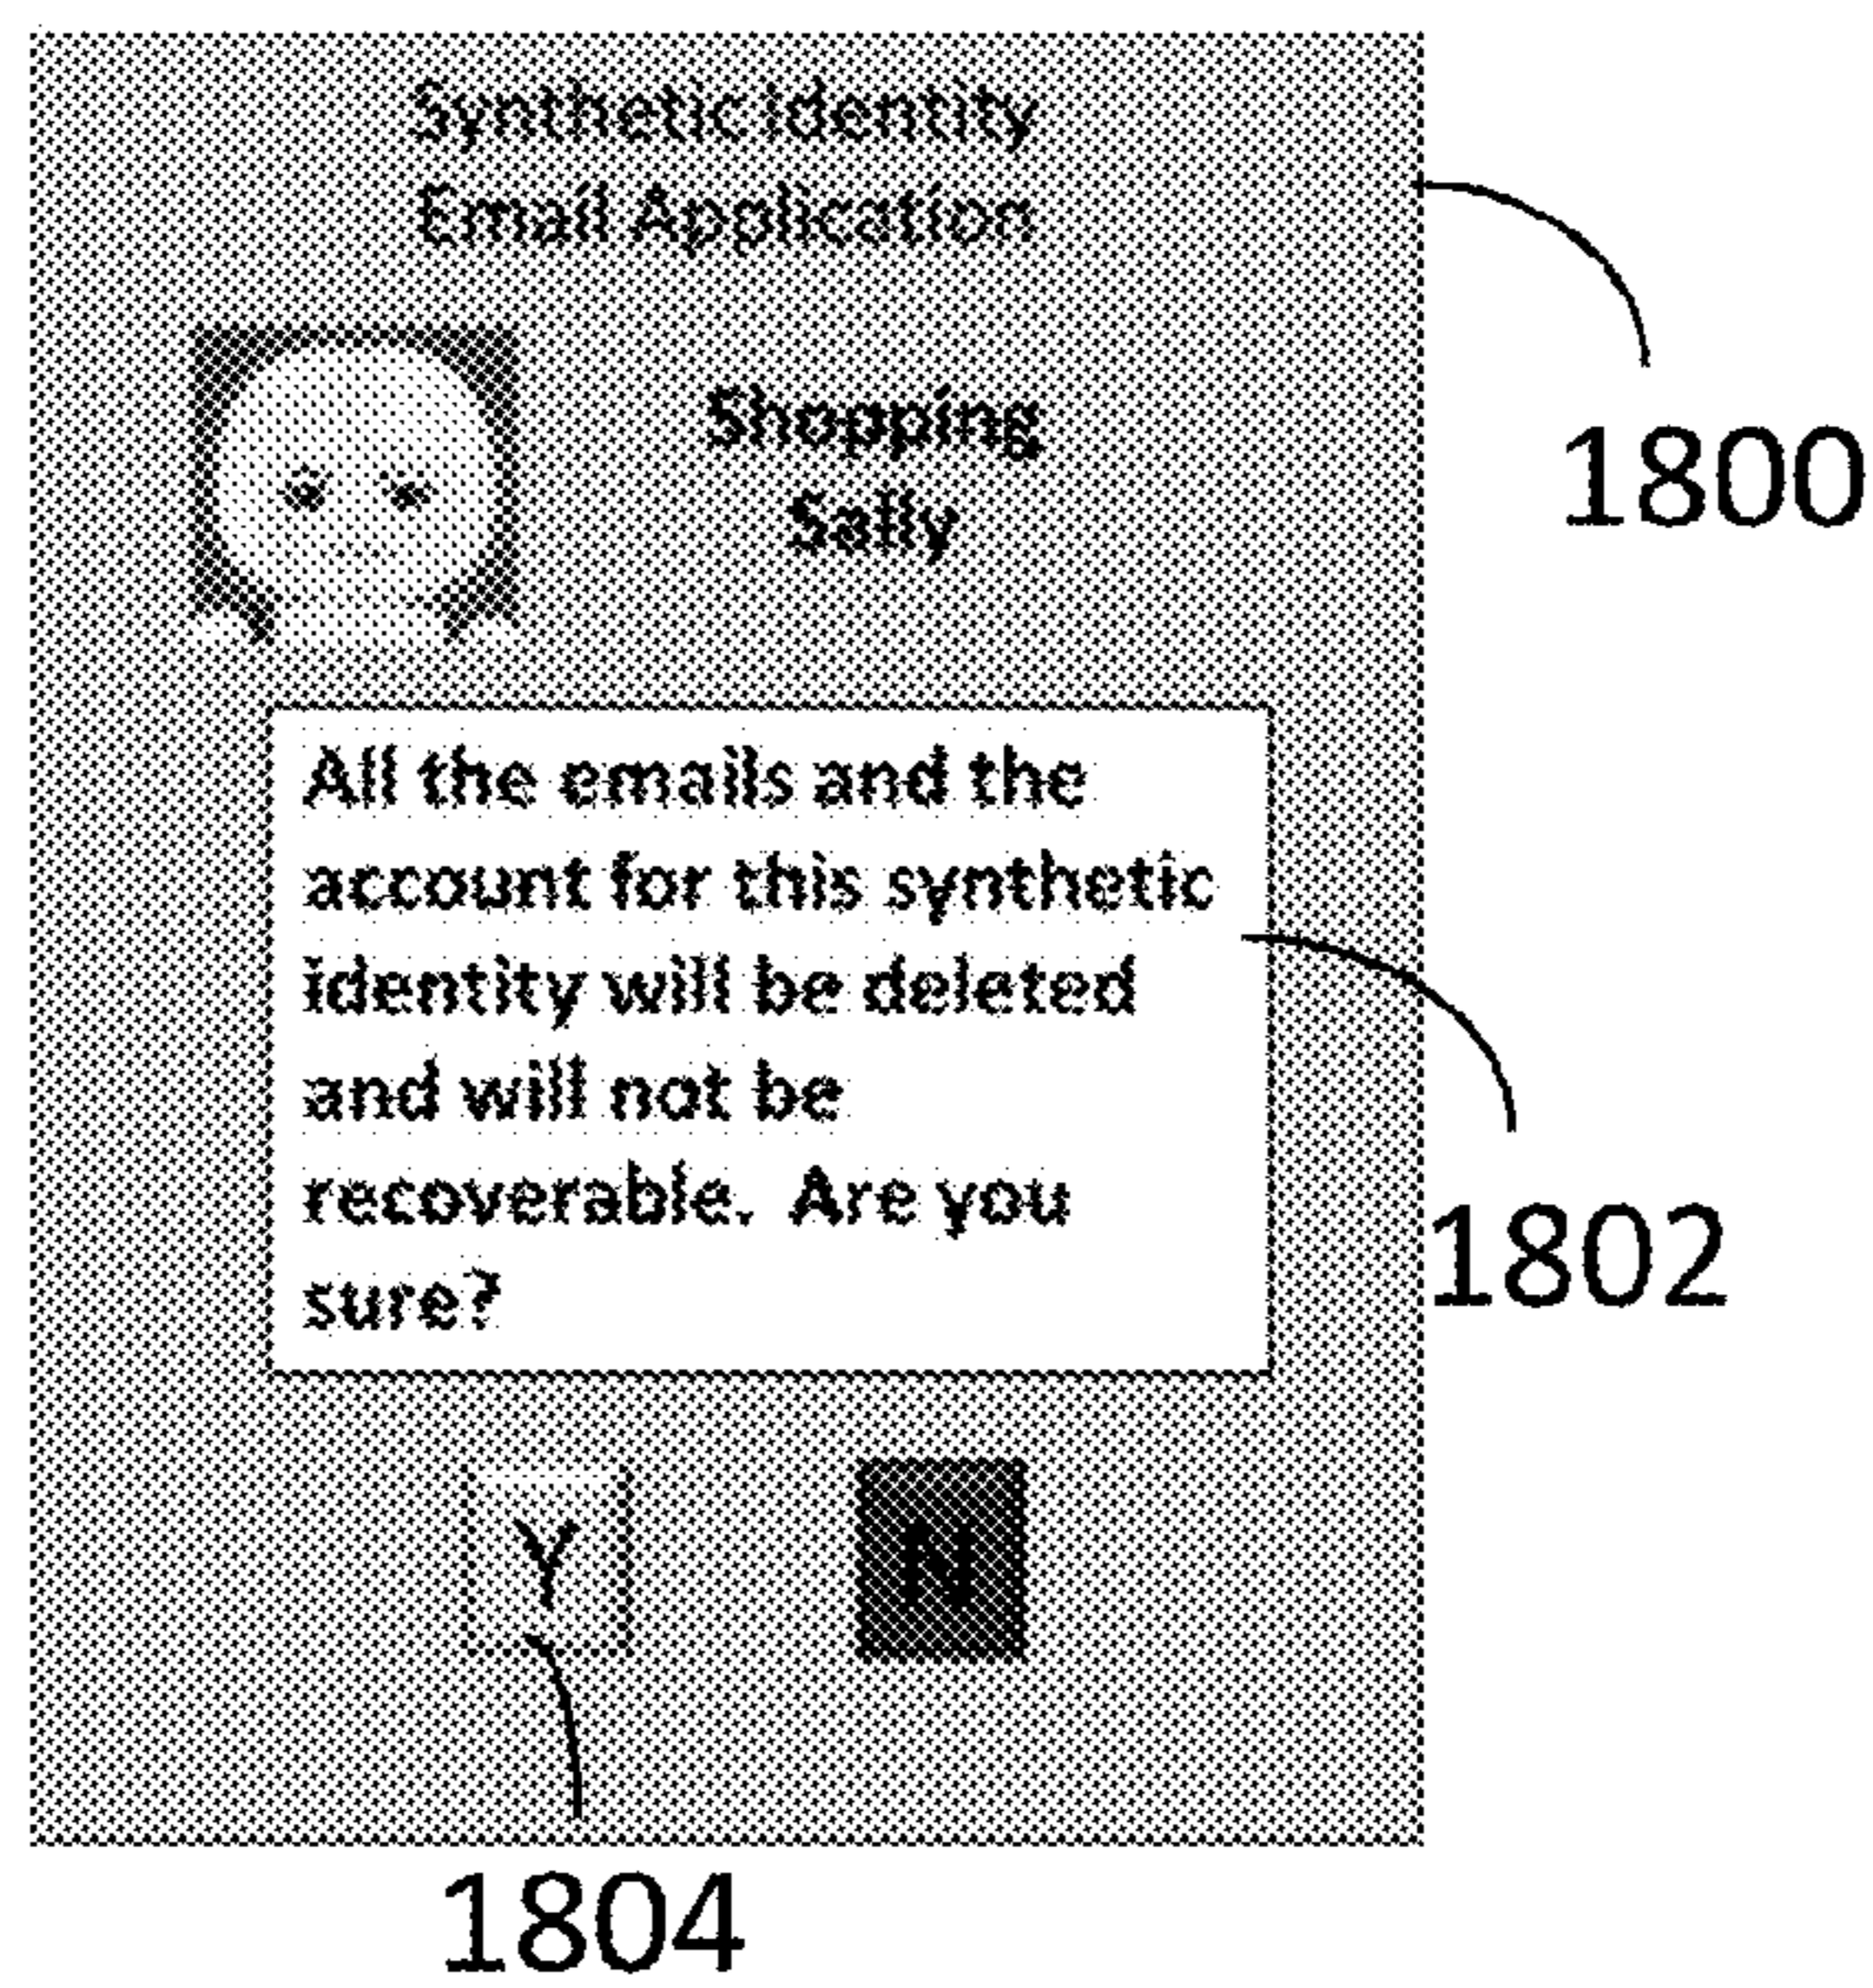 Synthetic identity
Email Application
Shopping
Sally
1800
All the emails and the
account for this synthetic
identity will be deleted
and will not be
recoverable.  Are you
sure?
1802
Y
N
1804